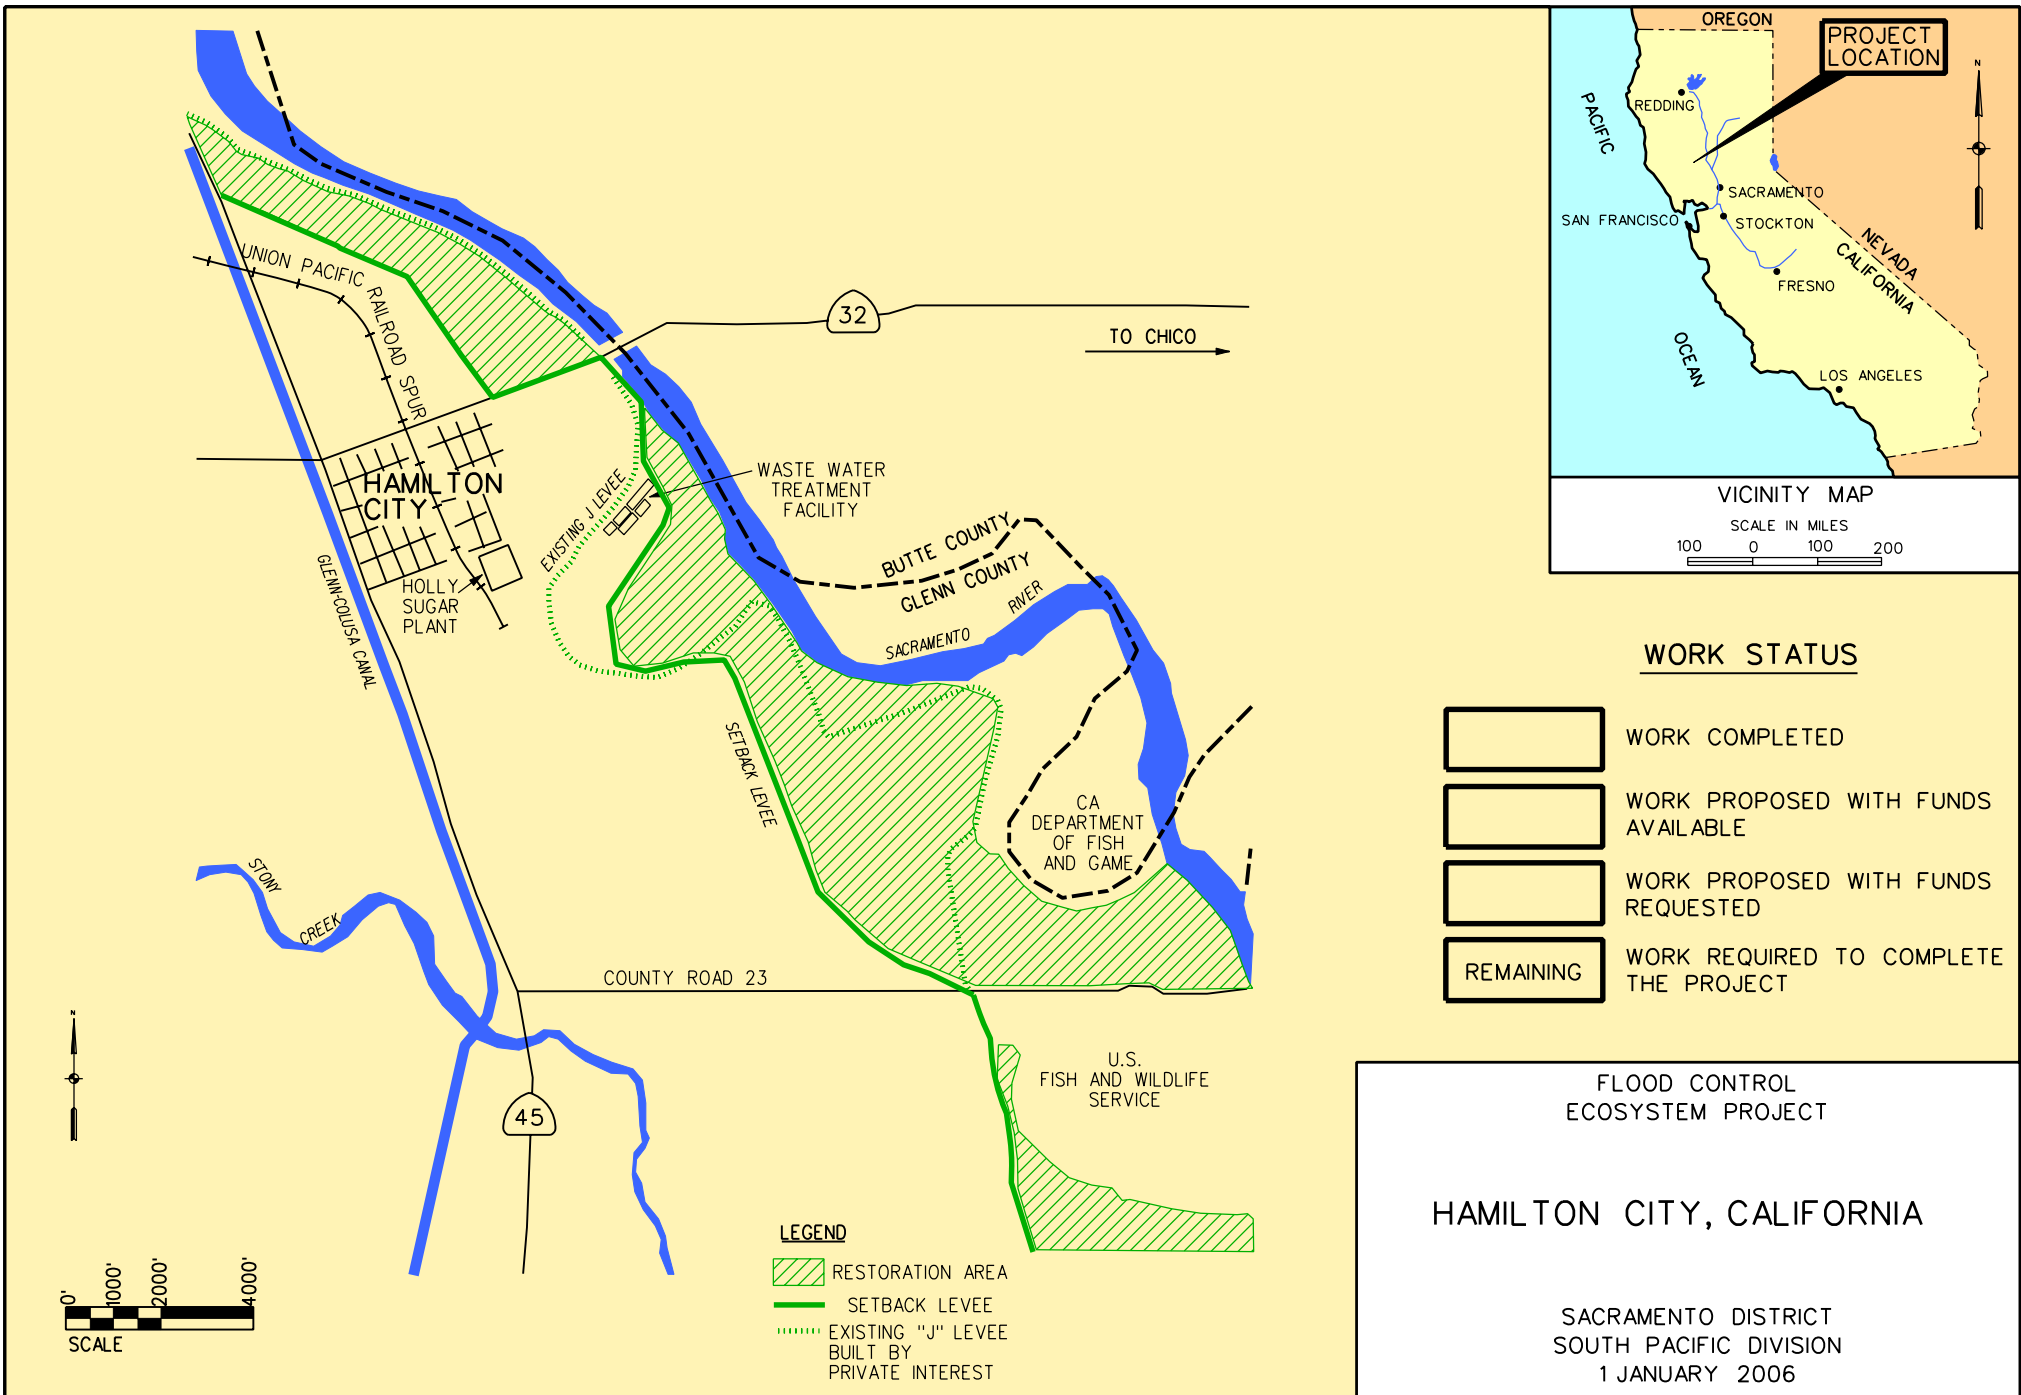 OREGON
PROJECT
LOCATION
N
PACIFIC
REDDING
SACRAMENTO
SAN FRANCISCO
STOCKTON
NEVADA
CALIFORNIA
FRESNO
OCEAN
LOS ANGELES
VICINITY MAP
SCALE IN MILES
100 0 100 200
UNION PACIFIC RAILROAD SPUR
32
TO CHICO
HAMILTON
CITY
EXISTING J LEVEE
WASTE WATER
TREATMENT
FACILITY
BUTTE COUNTY
GLENN COUNTY
HOLLY
SUGAR
PLANT
GLENN-COLUSA CANAL
SACRAMENTO
RIVER
SETBACK LEVEE
CA
DEPARTMENT
OF FISH
AND GAME
STONY
CREEK
COUNTY ROAD 23
N
45
U.S.
FISH AND WILDLIFE
SERVICE
0' 1000' 2000' 4000'
SCALE
LEGEND
RESTORATION AREA
SETBACK LEVEE
EXISTING "J" LEVEE
BUILT BY
PRIVATE INTEREST
WORK STATUS
WORK COMPLETED
WORK PROPOSED WITH FUNDS
AVAILABLE
WORK PROPOSED WITH FUNDS
REQUESTED
REMAINING
WORK REQUIRED TO COMPLETE
THE PROJECT
FLOOD CONTROL
ECOSYSTEM PROJECT
HAMILTON CITY, CALIFORNIA
SACRAMENTO DISTRICT
SOUTH PACIFIC DIVISION
1 JANUARY 2006